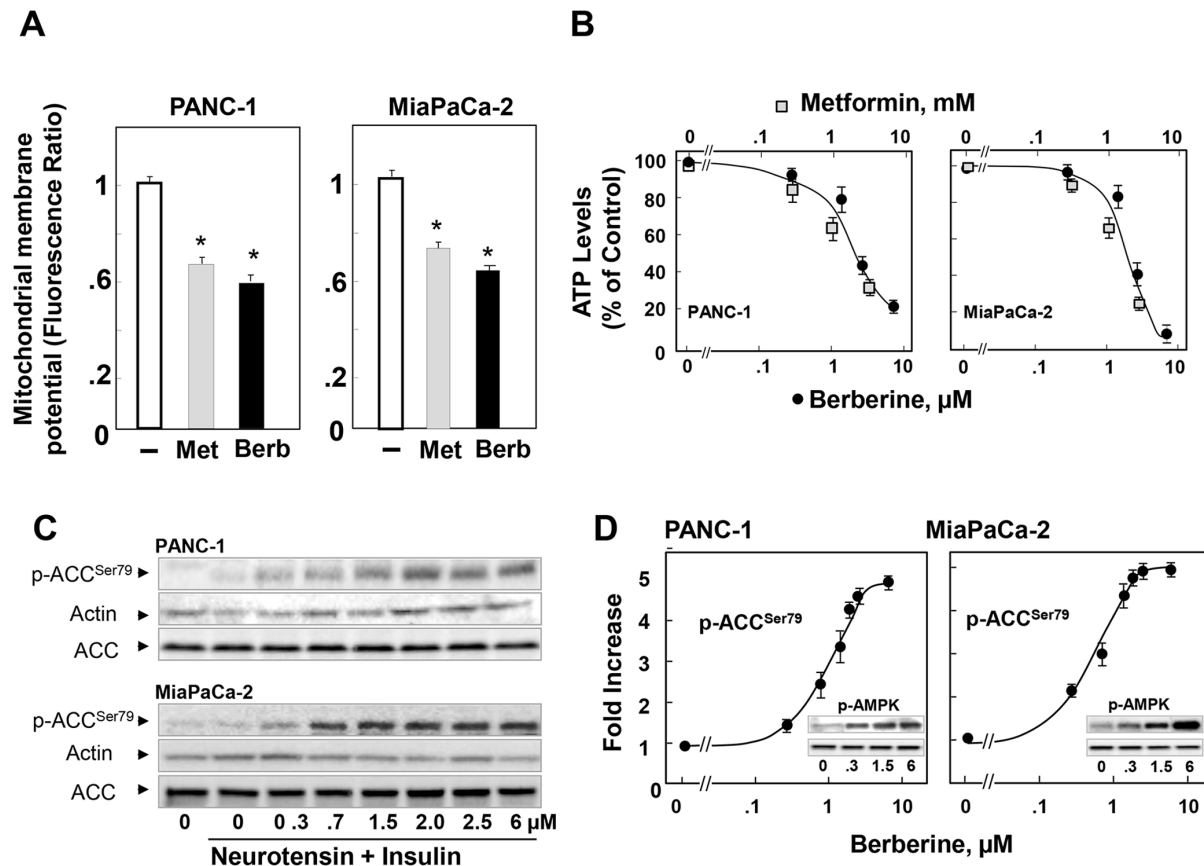 A
B
PANC-1
MiaPaCa-2
Mitochondrial membrane
potential (Fluorescence Ratio)
1
.6
.2
0
1
.6
.2
0
*
*
*
*
– Met Berb
– Met Berb
Metformin, mM
0 .1 1 10
0 .1 1 10
ATP Levels
(% of Control)
100
80
60
40
20
0
PANC-1
MiaPaCa-2
0 .1 1 10
0 .1 1 10
Berberine, µM
C
PANC-1
p-ACCSer79
Actin
ACC
MiaPaCa-2
p-ACCSer79
Actin
ACC
0 0 0 .3 .7 1.5 2.0 2.5 6 µM
Neurotensin + Insulin
D
PANC-1
MiaPaCa-2
Fold Increase
5
4
3
2
1
0
p-ACCSer79
p-ACCSer79
p-AMPK
0 .3 1.5 6
p-AMPK
0 .3 1.5 6
0 .1 1 10
0 .1 1 10
Berberine, µM